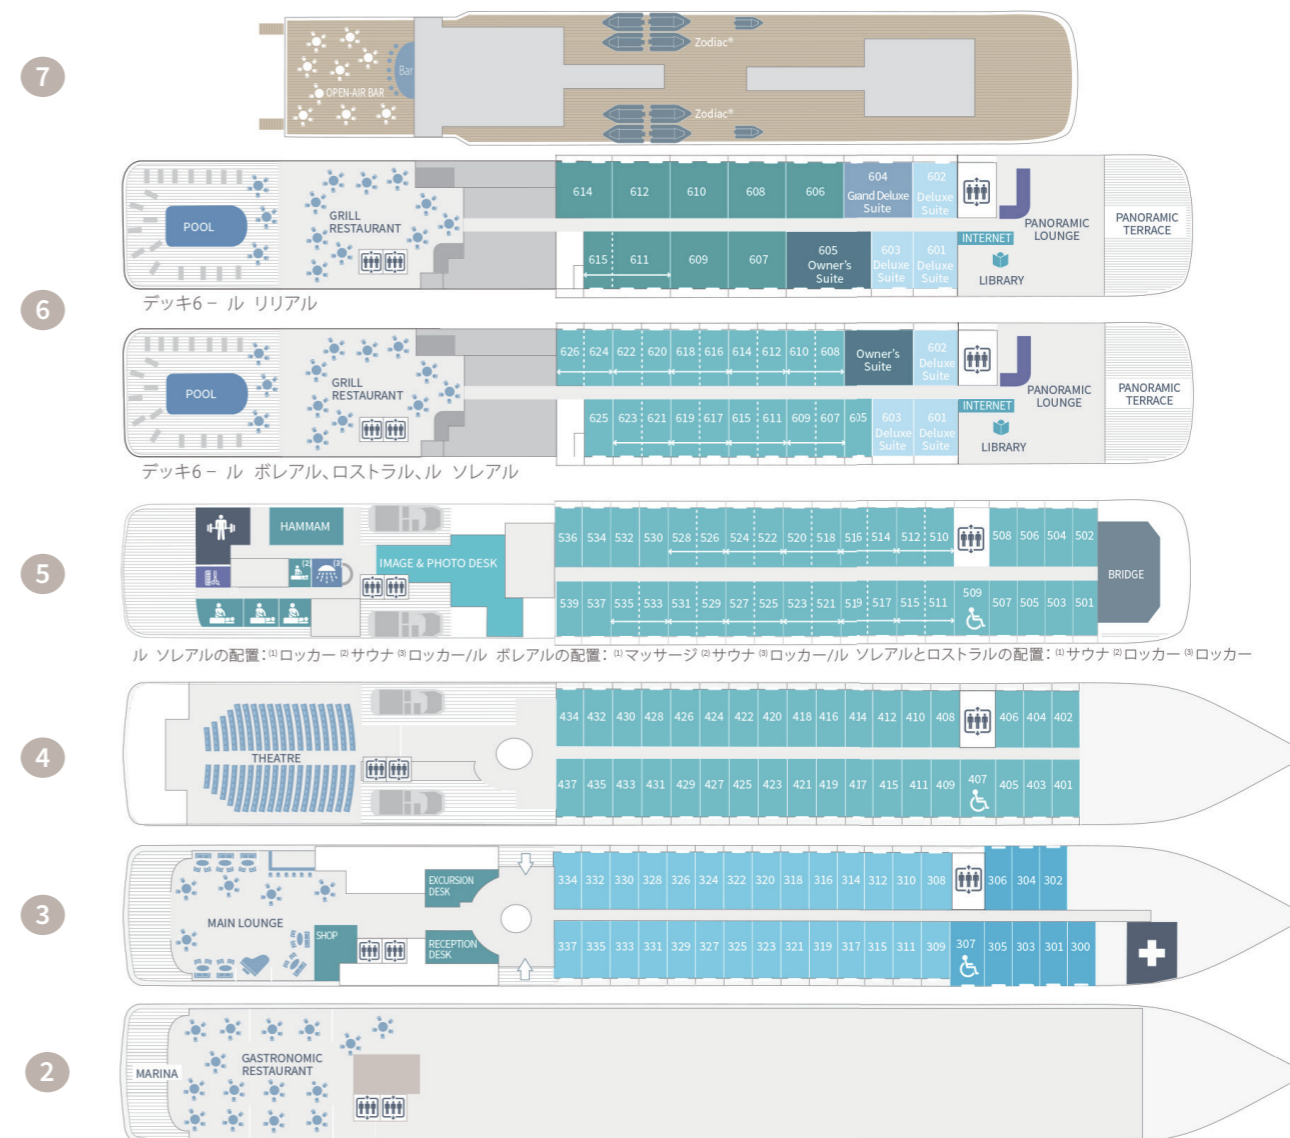 7
Zodiac®
Bar
OPEN-AIR BAR
Zodiac®
6
614 612 610 608 606 604 Grand Deluxe Suite 602 Deluxe Suite
POOL
GRILL RESTAURANT
PANORAMIC LOUNGE
PANORAMIC TERRACE
INTERNET
LIBRARY
615 611 609 607 605 Owner's Suite 603 Deluxe Suite 601 Deluxe Suite
デッキ6 − ル リリアル
626 624 622 620 618 616 614 612 610 608 Owner's Suite 602 Deluxe Suite
POOL
GRILL RESTAURANT
PANORAMIC LOUNGE
PANORAMIC TERRACE
INTERNET
LIBRARY
625 623 621 619 617 615 611 609 607 605 603 Deluxe Suite 601 Deluxe Suite
デッキ6 − ル ボレアル、ロストラル、ル ソレアル
5
HAMMAM
(2) (3)
IMAGE & PHOTO DESK
536 534 532 530 528 526 524 522 520 518 516 514 512 510 508 506 504 502
BRIDGE
539 537 535 533 531 529 527 525 523 521 519 517 515 511 509 507 505 503 501
ル ソレアルの配置：⁽¹⁾ロッカー ⁽²⁾サウナ ⁽³⁾ロッカー/ル ボレアルの配置：⁽¹⁾マッサージ ⁽²⁾サウナ ⁽³⁾ロッカー/ル ソレアルとロストラルの配置：⁽¹⁾サウナ ⁽²⁾ロッカー ⁽³⁾ロッカー
4
THEATRE
434 432 430 428 426 424 422 420 418 416 414 412 410 408 406 404 402
437 435 433 431 429 427 425 423 421 419 417 415 411 409 407 405 403 401
3
MAIN LOUNGE
SHOP
EXCURSION DESK
RECEPTION DESK
334 332 330 328 326 324 322 320 318 316 314 312 310 308 306 304 302
337 335 333 331 329 327 325 323 321 319 317 315 311 309 307 305 303 301 300
2
MARINA
GASTRONOMIC RESTAURANT